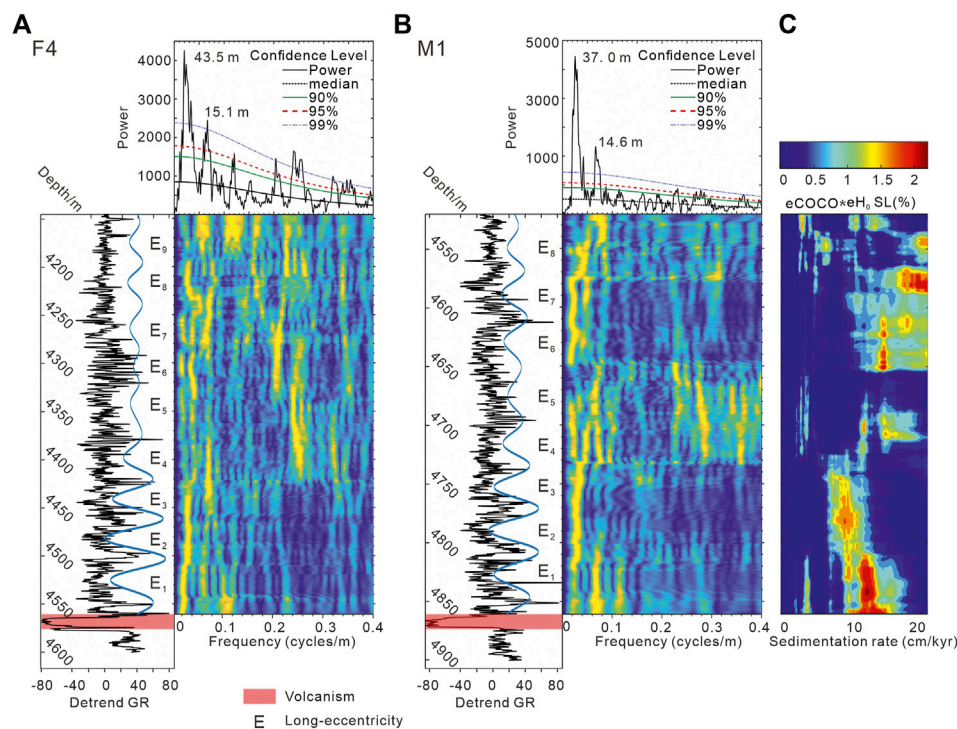 A
F4
43.5 m
15.1 m
Confidence Level
Power
median
90%
95%
99%
Power
4000
3000
2000
1000
Depth/m
4200
4250
4300
4350
4400
4450
4500
4550
4600
E9
E8
E7
E6
E5
E4
E3
E2
E1
0 0.1 0.2 0.3 0.4
Frequency (cycles/m)
-80 -40 0 40 80
Detrend GR
B
M1
37. 0 m
14.6 m
Confidence Level
Power
median
90%
95%
99%
Power
5000
3000
1000
Depth/m
4550
4600
4650
4700
4750
4800
4850
4900
E8
E7
E6
E5
E4
E3
E2
E1
0 0.1 0.2 0.3 0.4
Frequency (cycles/m)
-80 -40 0 40 80
Detrend GR
C
0 0.5 1 1.5 2
eCOCO*eH0 SL(%)
0 10 20
Sedimentation rate (cm/kyr)
Volcanism
E Long-eccentricity